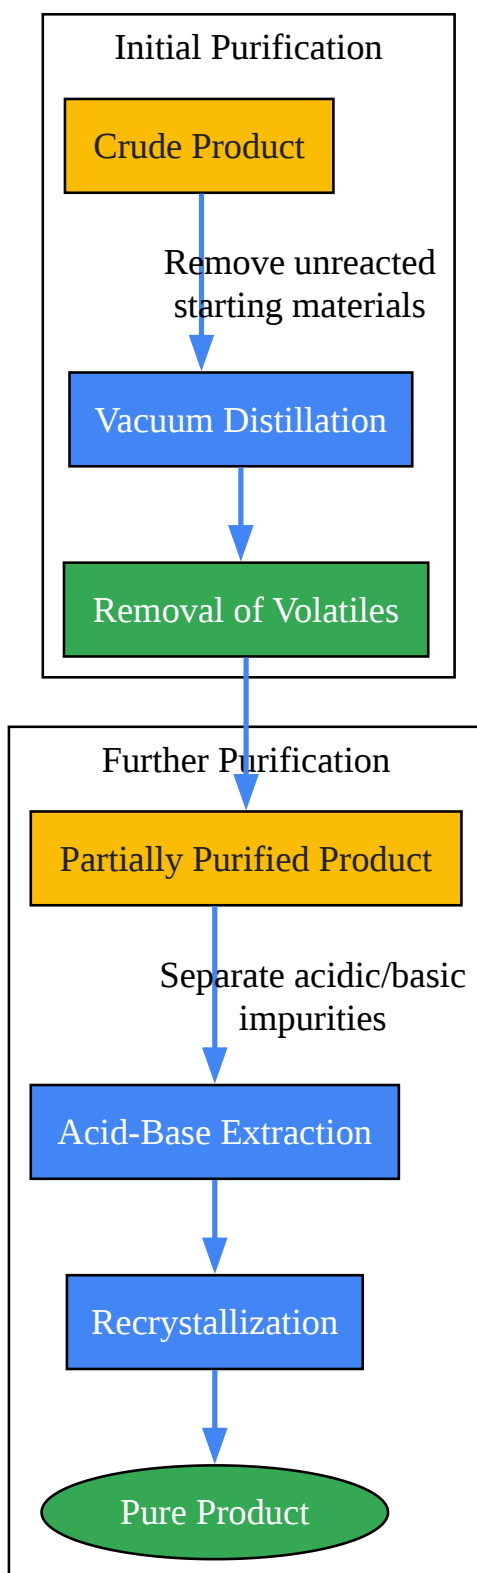 Initial Purification
Crude Product
Remove unreacted
starting materials
Vacuum Distillation
Removal of Volatiles
Further Purification
Partially Purified Product
Separate acidic/basic
impurities
Acid-Base Extraction
Recrystallization
Pure Product